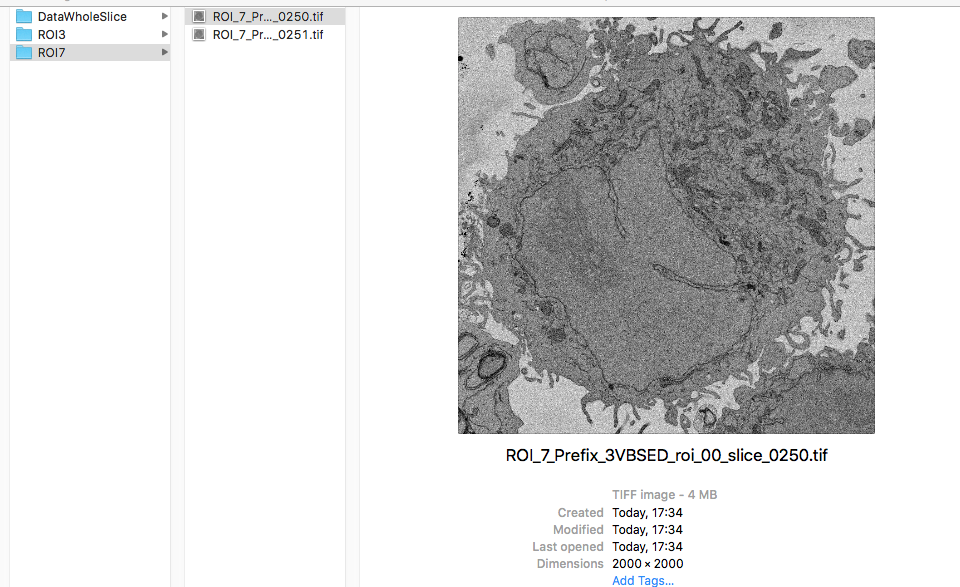 DataWholeSlice
ROI3
ROI7
ROI_7_Pr..._0250.tif
ROI_7_Pr..._0251.tif
ROI_7_Prefix_3VBSED_roi_00_slice_0250.tif
TIFF image - 4 MB
Created Today, 17:34
Modified Today, 17:34
Last opened Today, 17:34
Dimensions 2000 × 2000
Add Tags...